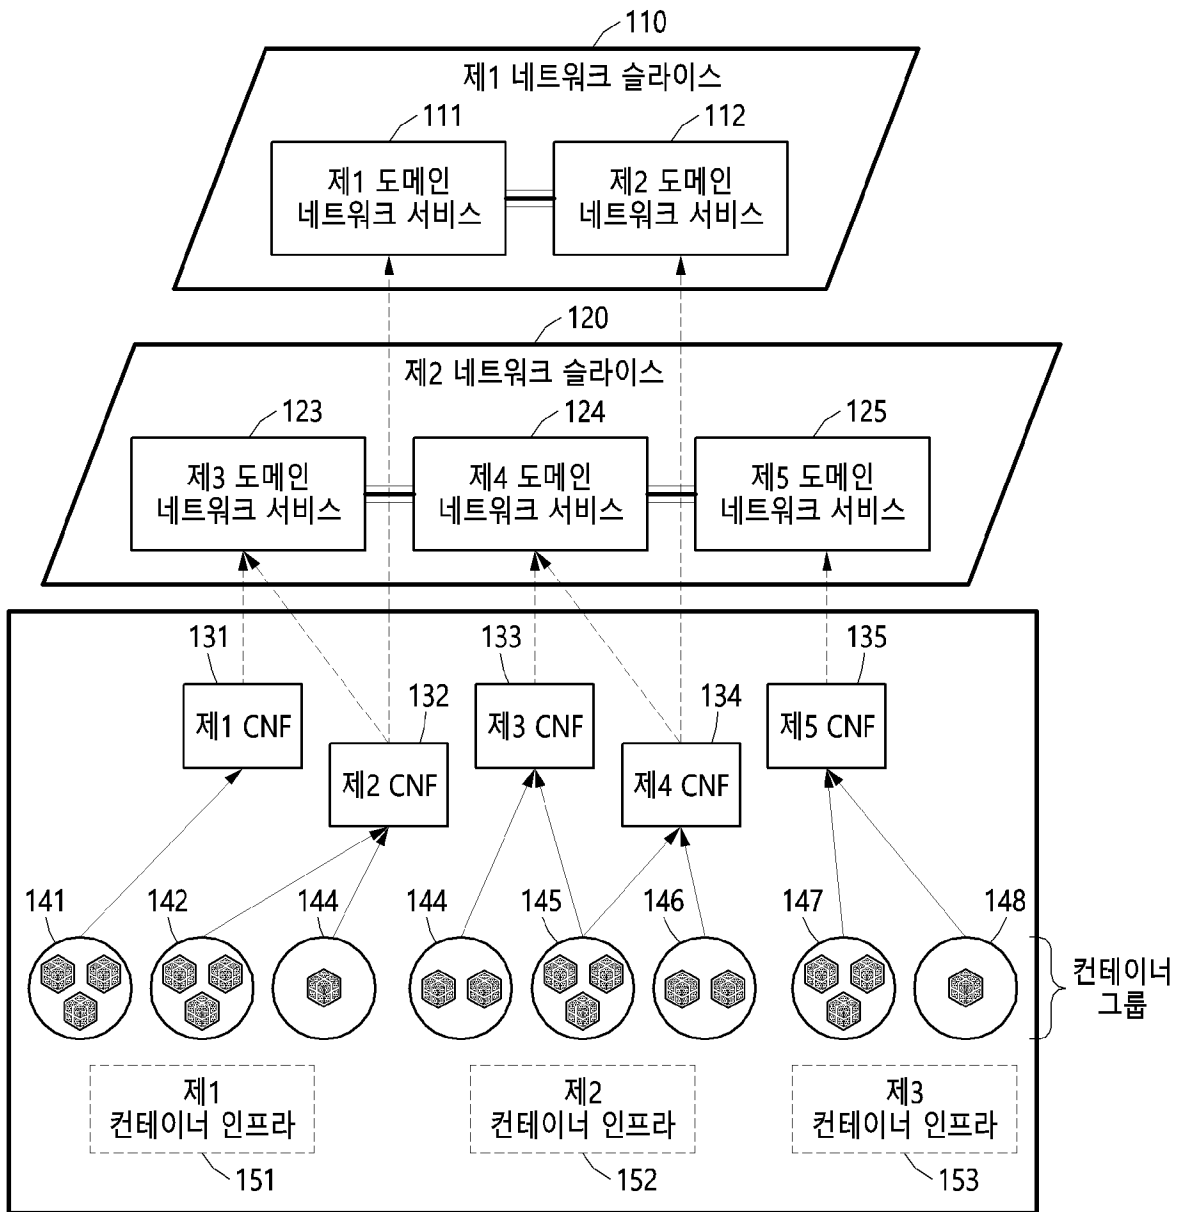 110
제1 네트워크 슬라이스
111
112
제1 도메인
네트워크 서비스
제2 도메인
네트워크 서비스
120
제2 네트워크 슬라이스
123
124
125
제3 도메인
네트워크 서비스
제4 도메인
네트워크 서비스
제5 도메인
네트워크 서비스
131
132
133
134
135
제1 CNF
제2 CNF
제3 CNF
제4 CNF
제5 CNF
141
142
144
144
145
146
147
148
컨테이너
그룹
제1
컨테이너 인프라
제2
컨테이너 인프라
제3
컨테이너 인프라
151
152
153